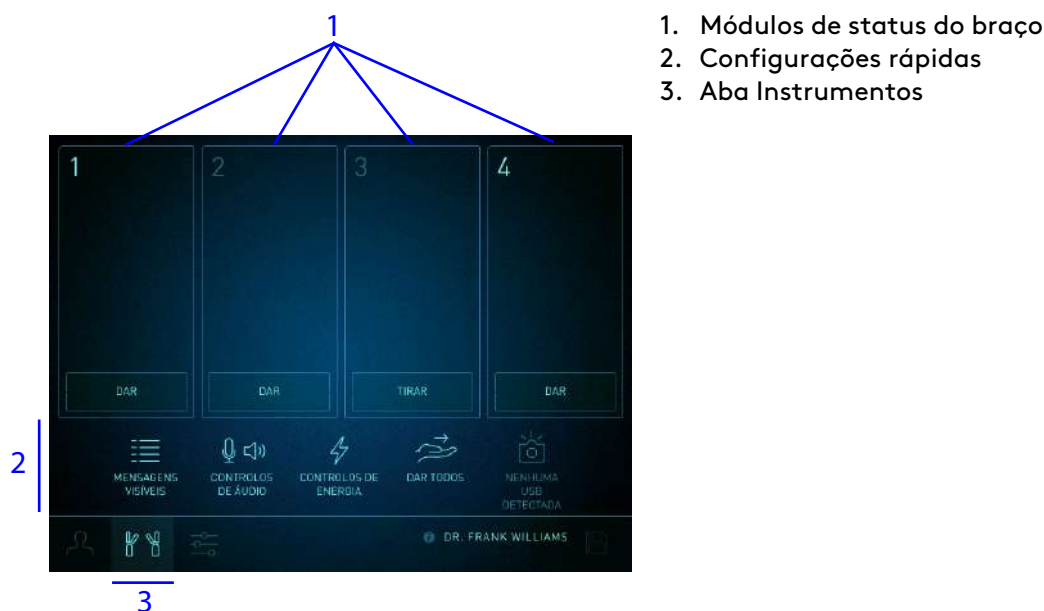 1
1. Módulos de status do braço
2. Configurações rápidas
3. Aba Instrumentos
1 2 3 4
DAR DAR TIRAR DAR
2
MENSAGENS
VISÍVEIS
CONTROLOS
DE ÁUDIO
CONTROLOS DE
ENERGIA
DAR TODOS
NENHUMA
USB
DETECTADA
DR. FRANK WILLIAMS
3